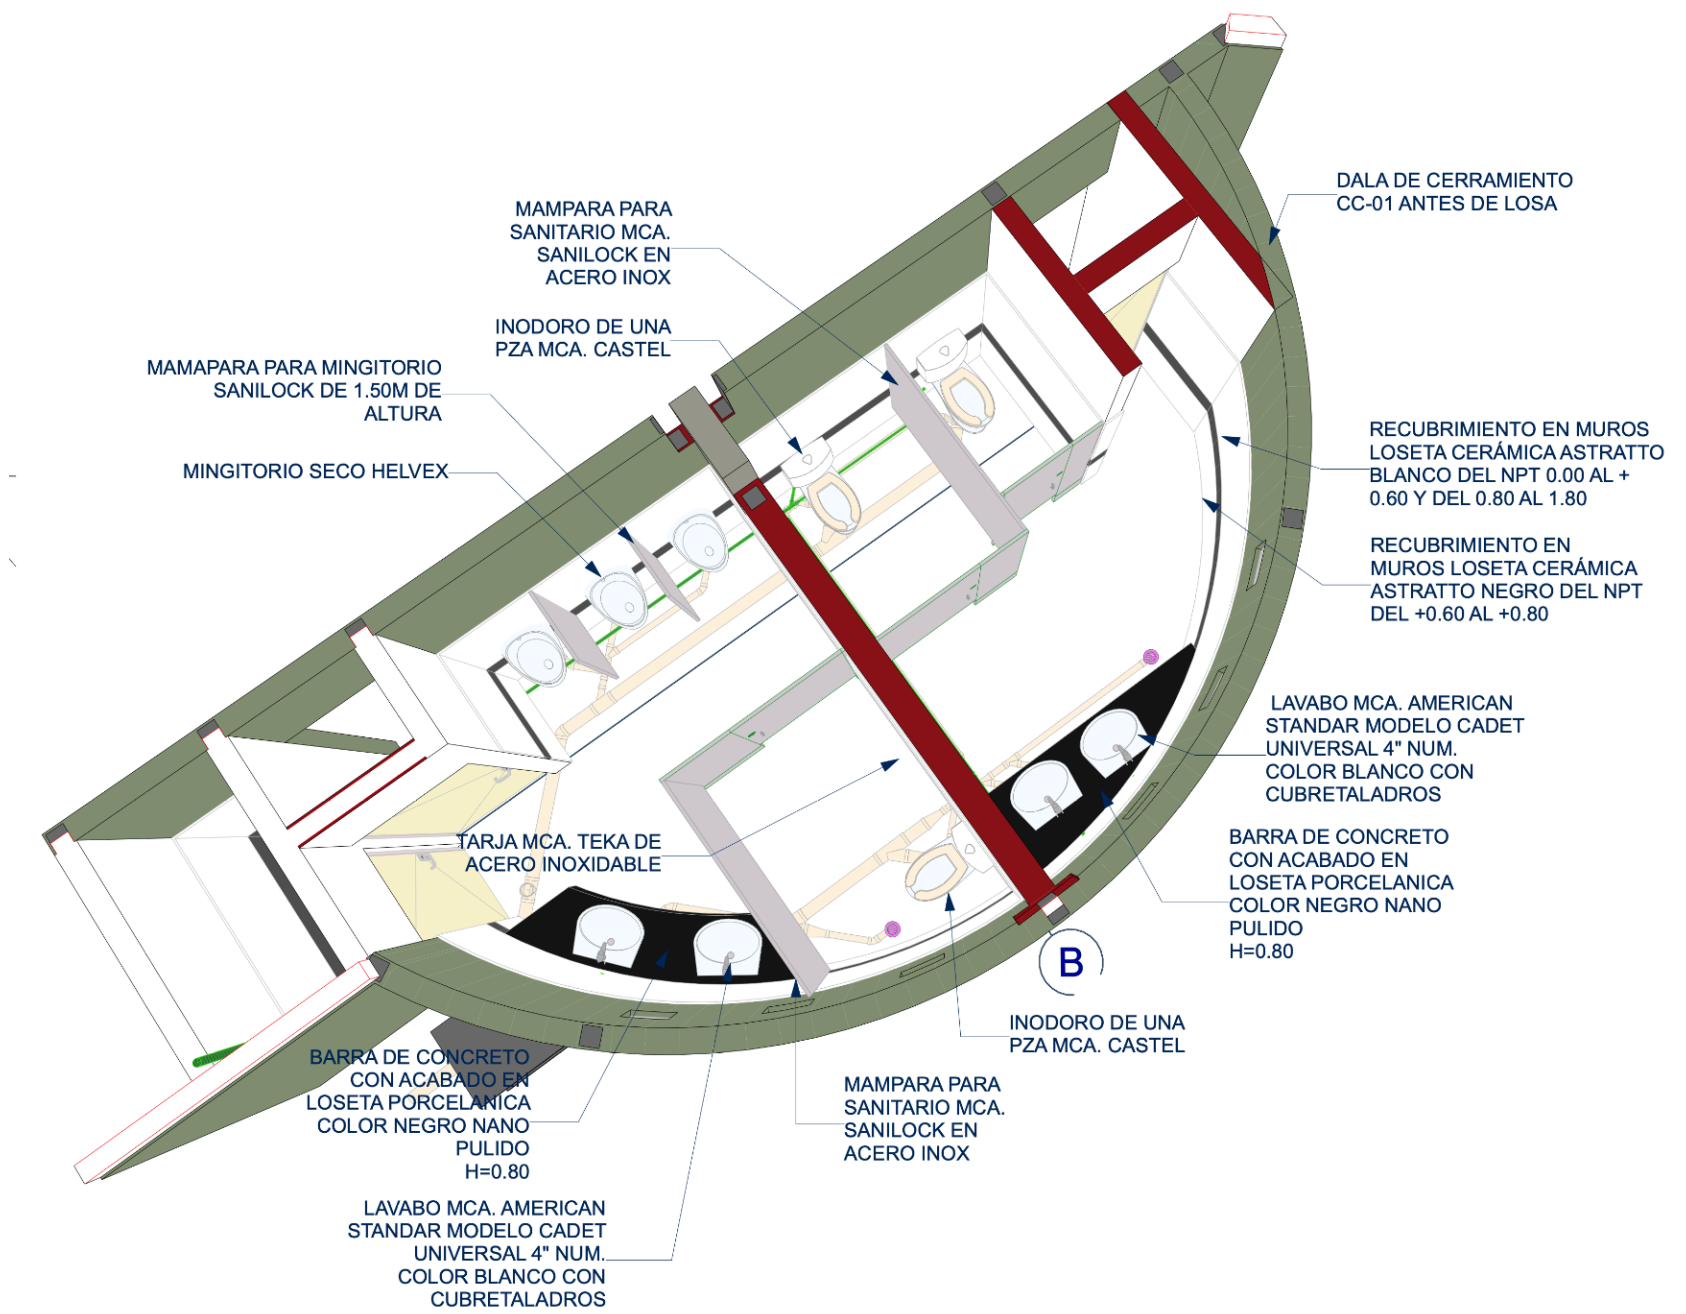 DALA DE CERRAMIENTO
CC-01 ANTES DE LOSA
MAMPARA PARA
SANITARIO MCA.
SANILOCK EN
ACERO INOX
INODORO DE UNA
PZA MCA. CASTEL
MAMAPARA PARA MINGITORIO
SANILOCK DE 1.50M DE
ALTURA
MINGITORIO SECO HELVEX
RECUBRIMIENTO EN MUROS
LOSETA CERÁMICA ASTRATTO
BLANCO DEL NPT 0.00 AL +
0.60 Y DEL 0.80 AL 1.80
RECUBRIMIENTO EN
MUROS LOSETA CERÁMICA
ASTRATTO NEGRO DEL NPT
DEL +0.60 AL +0.80
LAVABO MCA. AMERICAN
STANDAR MODELO CADET
UNIVERSAL 4" NUM.
COLOR BLANCO CON
CUBRETALADROS
TARJA MCA. TEKA DE
ACERO INOXIDABLE
BARRA DE CONCRETO
CON ACABADO EN
LOSETA PORCELANICA
COLOR NEGRO NANO
PULIDO
H=0.80
B
INODORO DE UNA
PZA MCA. CASTEL
BARRA DE CONCRETO
CON ACABADO EN
LOSETA PORCELANICA
COLOR NEGRO NANO
PULIDO
H=0.80
MAMPARA PARA
SANITARIO MCA.
SANILOCK EN
ACERO INOX
LAVABO MCA. AMERICAN
STANDAR MODELO CADET
UNIVERSAL 4" NUM.
COLOR BLANCO CON
CUBRETALADROS